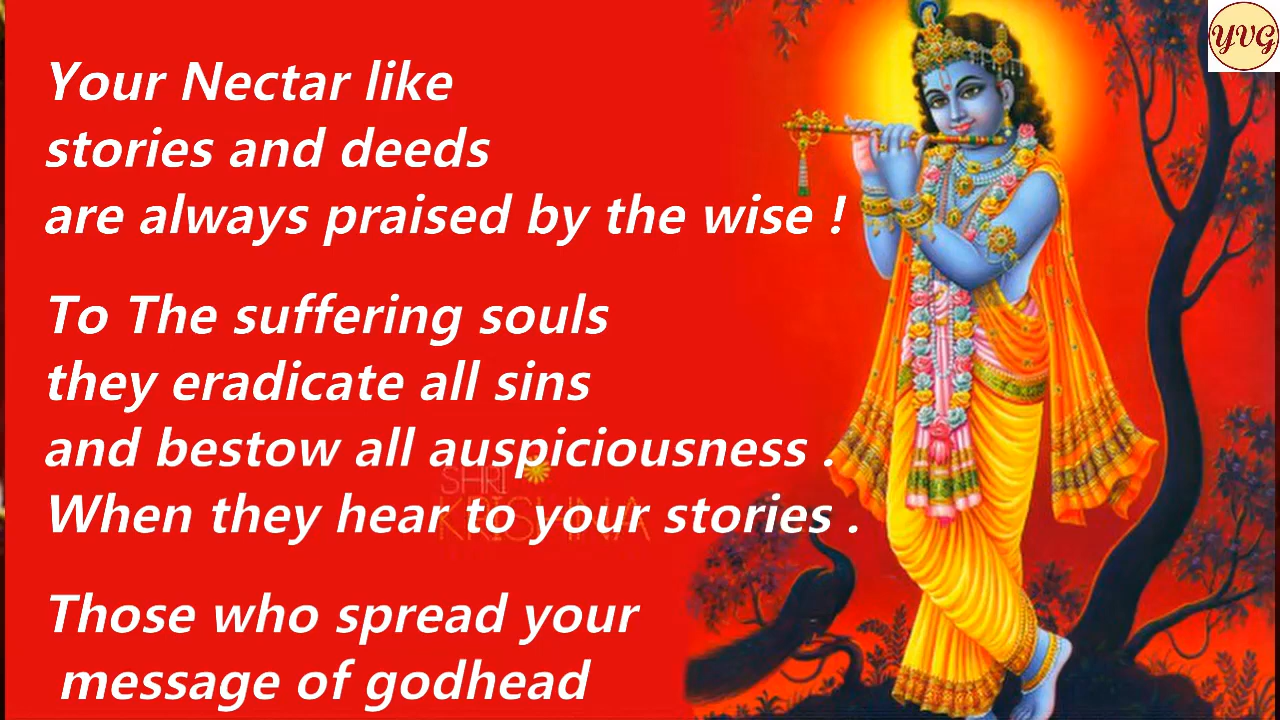 YVG
Your Nectar like
stories and deeds
are always praised by the wise !
To The suffering souls
they eradicate all sins
and bestow all auspiciousness .
SHRI
When they hear to your stories .
KRISHNA
Those who spread your
message of godhead